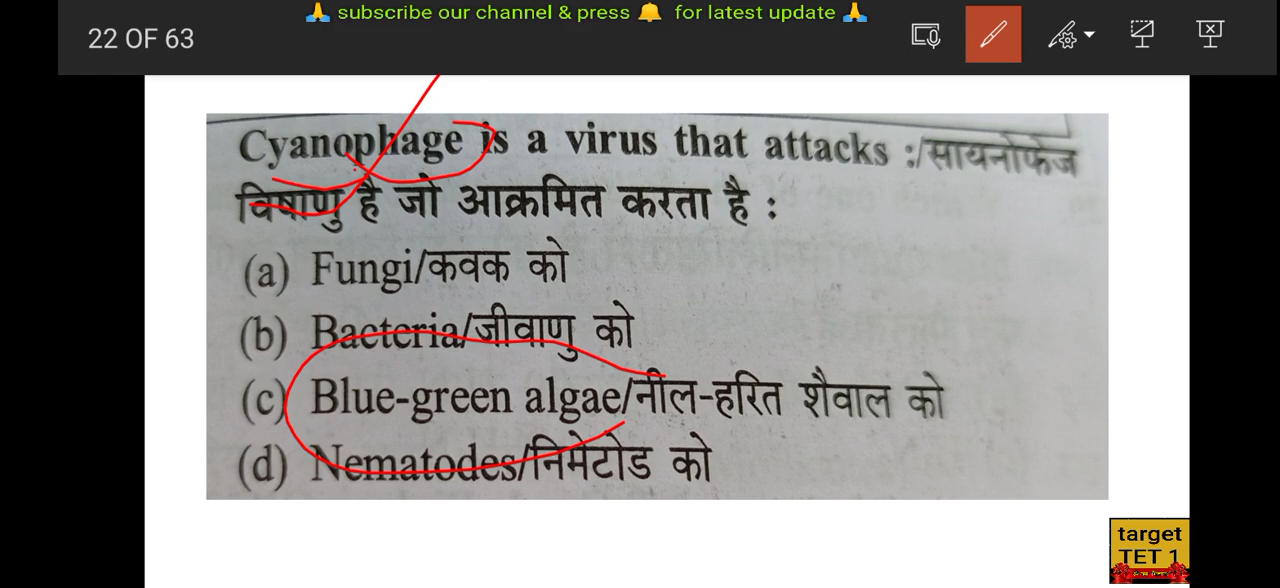 🙏 subscribe our channel & press 🔔 for latest update 🙏
22 OF 63
Cyanophage is a virus that attacks :/सायनोफेज
विषाणु है जो आक्रमित करता है :
(a) Fungi/कवक को
(b) Bacteria/जीवाणु को
(c) Blue-green algae/नील-हरित शैवाल को
(d) Nematodes/निमेटोड को
target
TET 1